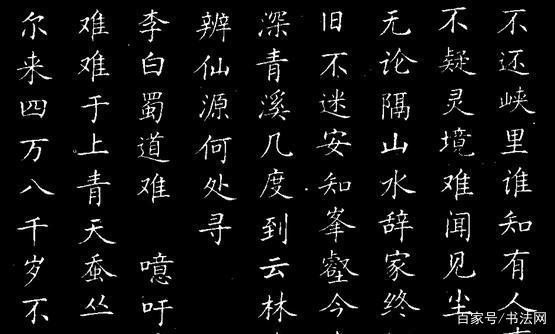 不还峡里谁知有人
不疑灵境难闻见尘
无论隔山水辞家终
旧不迷安知峯壑今
深青溪几度到云林
辨仙源何处寻
李白蜀道难 噫吁
难难于上青天蚕丛
尔来四万八千岁不
百家号/书法网